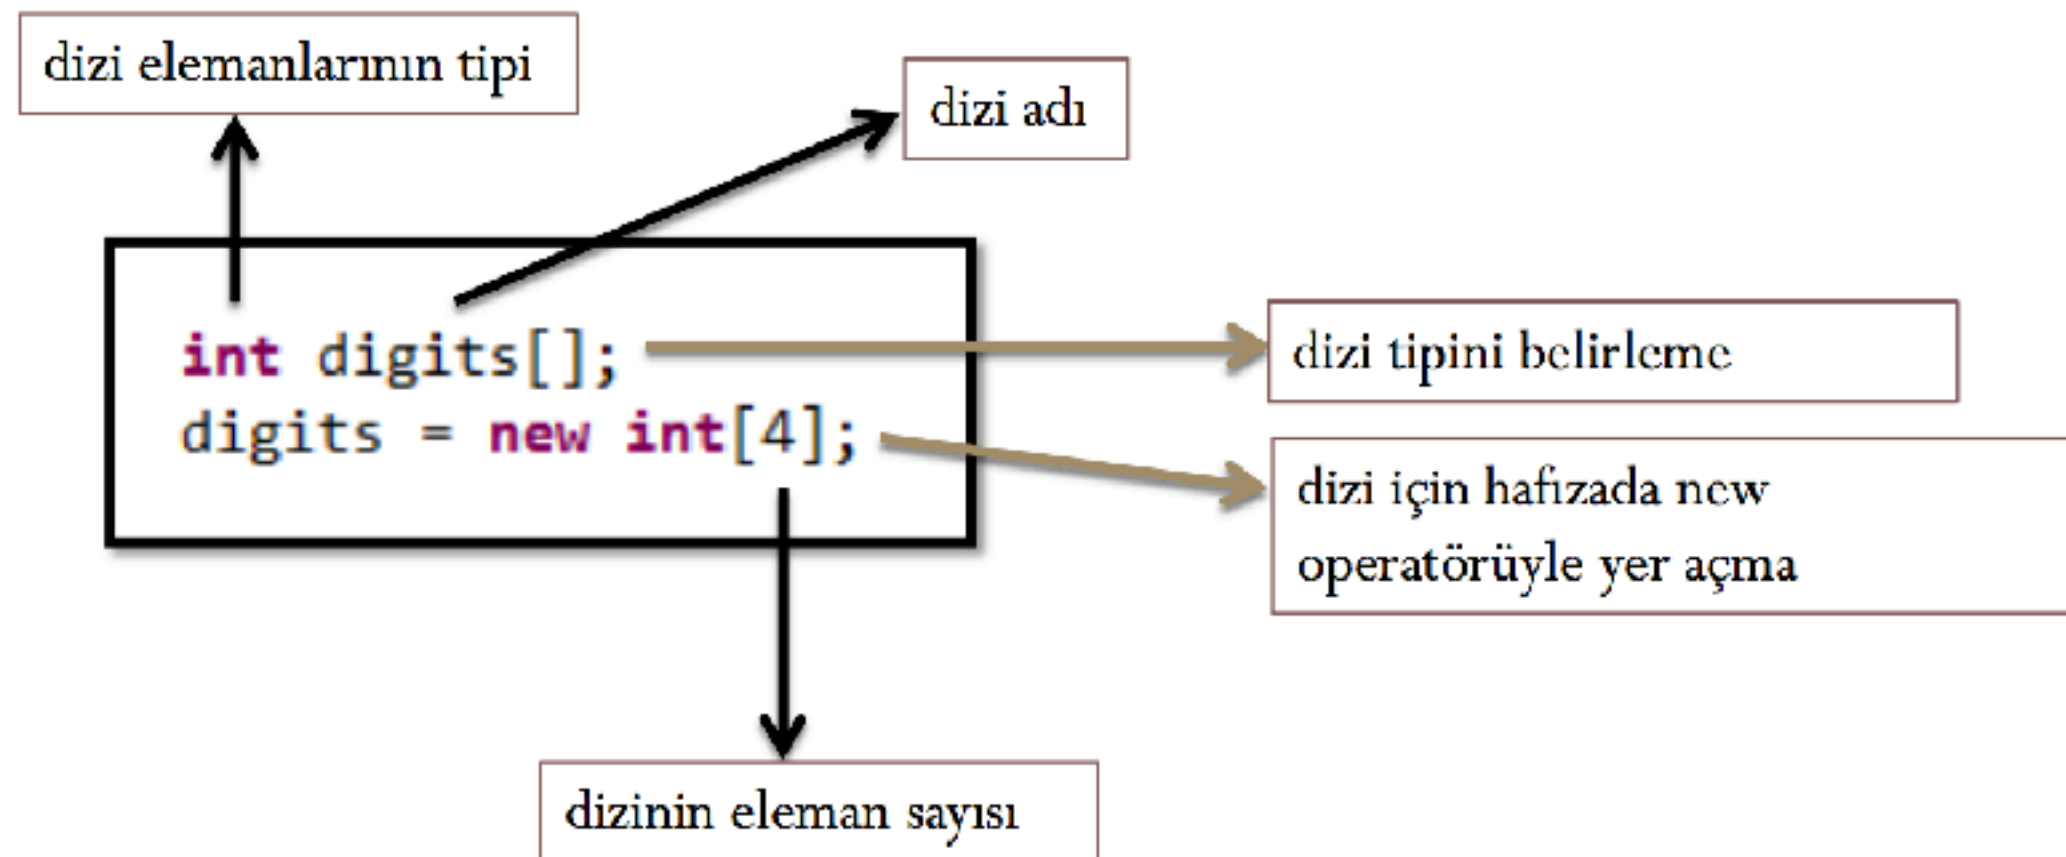 dizi elemanlarının tipi
dizi adı
int digits[];
dizi tipini belirleme
digits = new int[4];
dizi için hafızada new
operatörüyle yer açma
dizinin eleman sayısı